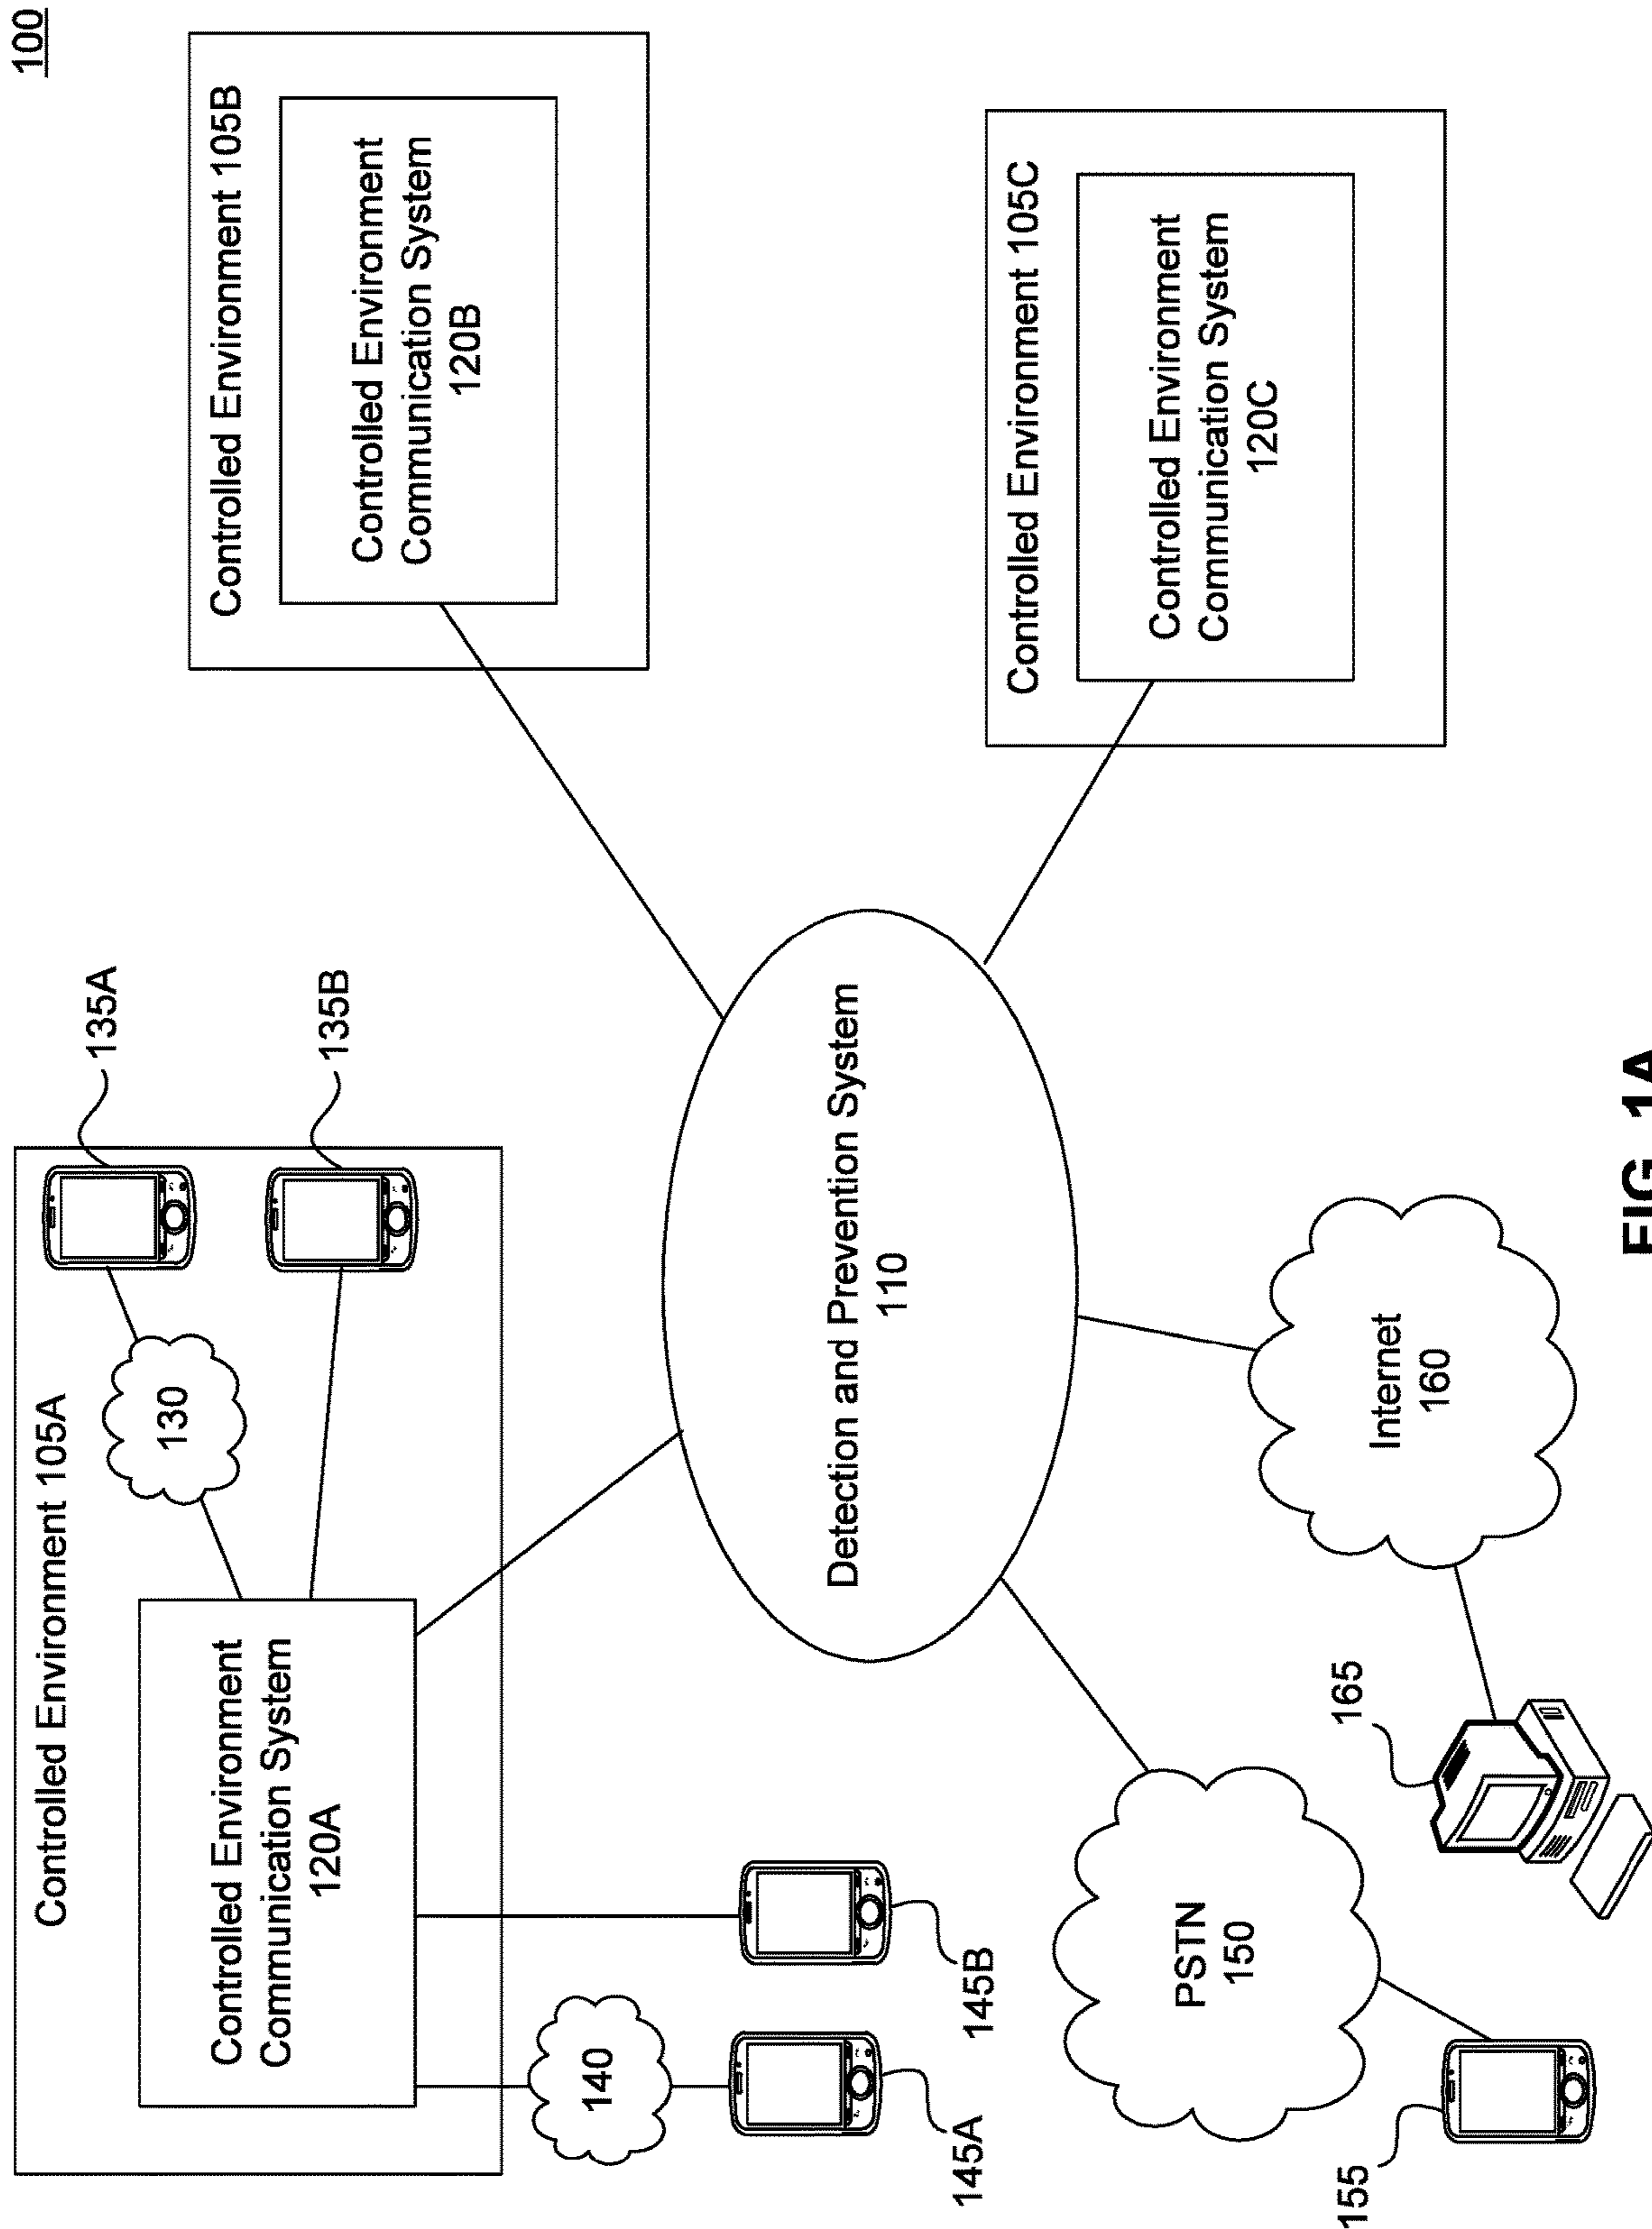 100
Controlled Environment 105A
Controlled Environment
Communication System
120A
130
135A
135B
140
145A
145B
Controlled Environment 105B
Controlled Environment
Communication System
120B
Detection and Prevention System
110
Controlled Environment 105C
Controlled Environment
Communication System
120C
PSTN
150
155
Internet
160
165
FIG. 1A